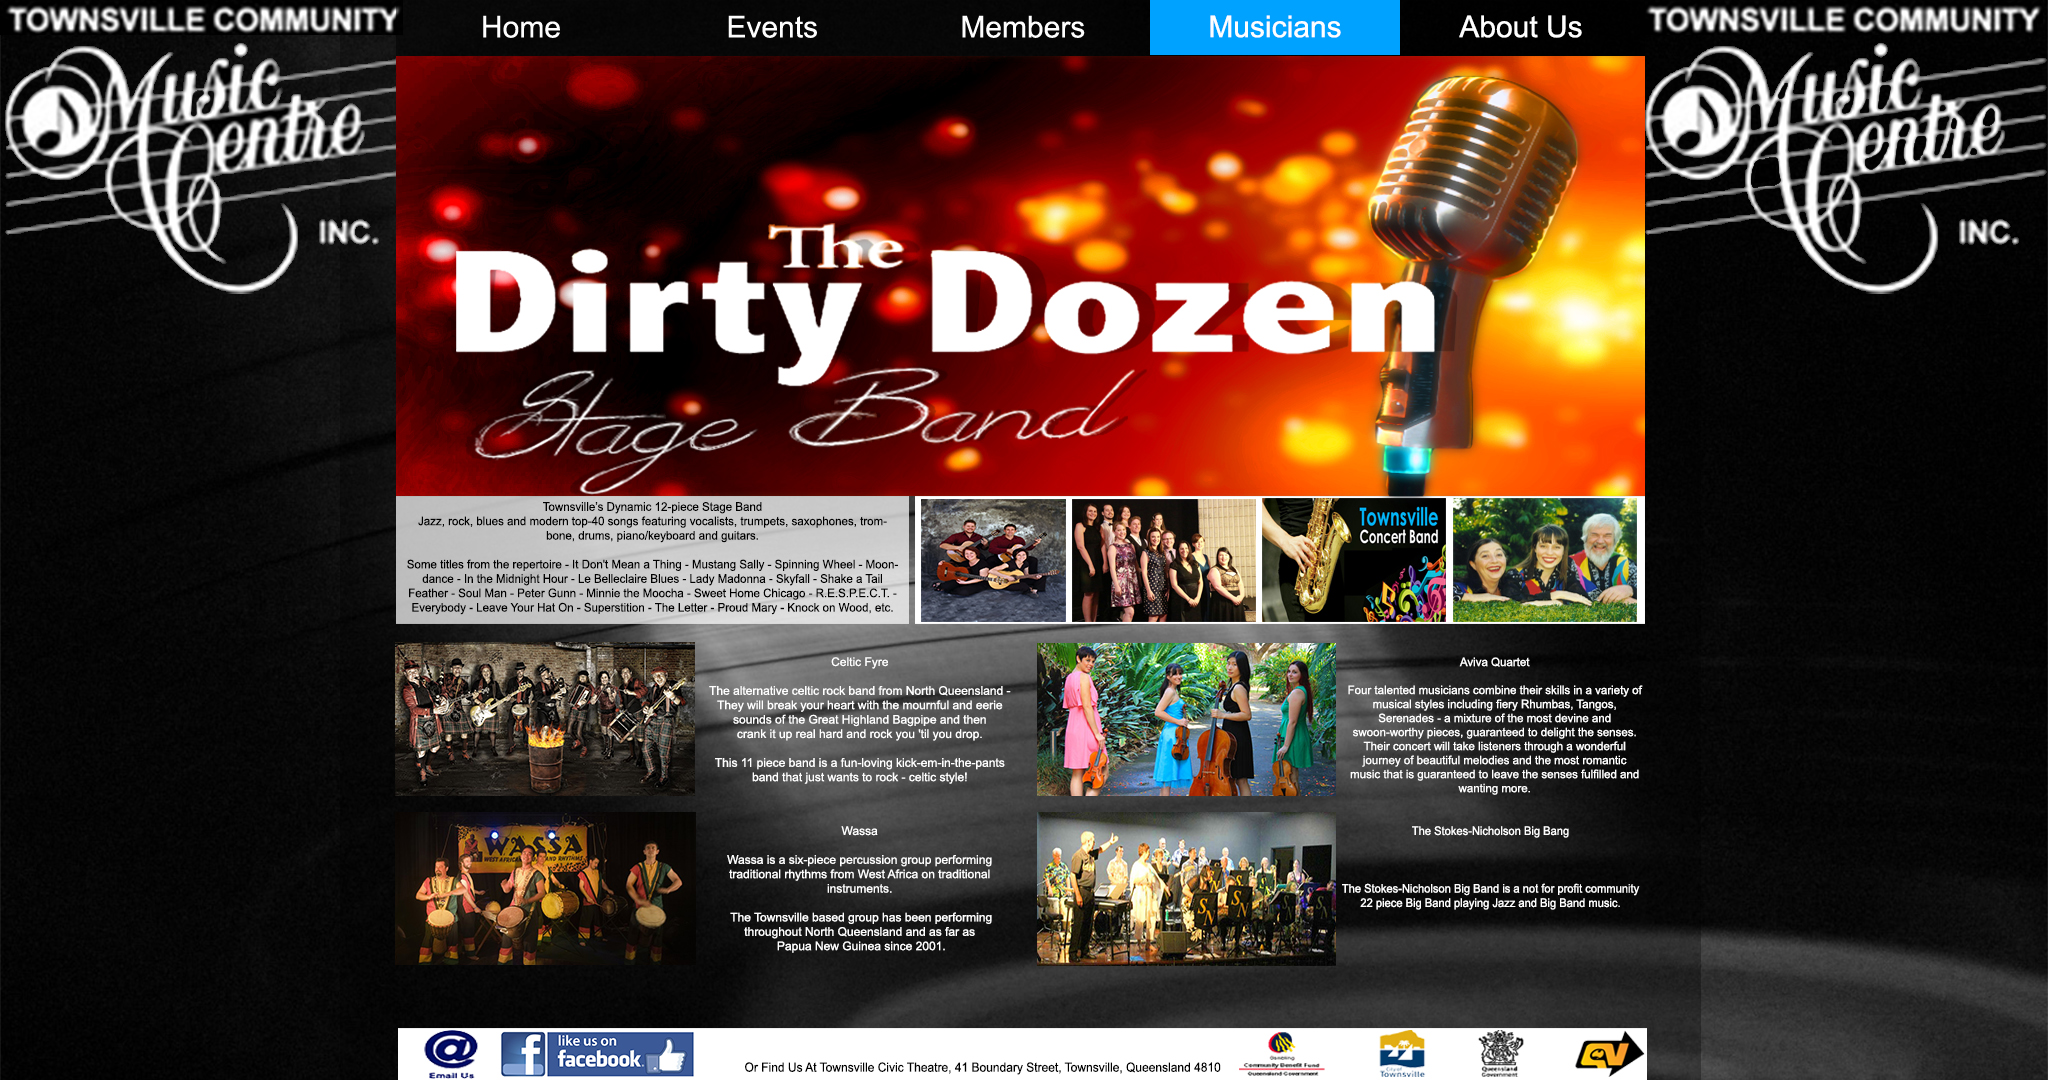 TOWNSVILLE COMMUNITY
Music
Centre
INC.
Home Events Members Musicians About Us
TOWNSVILLE COMMUNITY
Music
Centre
INC.
The
Dirty Dozen
Stage Band
Townsville's Dynamic 12-piece Stage Band
Jazz, rock, blues and modern top-40 songs featuring vocalists, trumpets, saxophones, trom-
bone, drums, piano/keyboard and guitars.
Some titles from the repertoire - It Don't Mean a Thing - Mustang Sally - Spinning Wheel - Moon-
dance - In the Midnight Hour - Le Belleclaire Blues - Lady Madonna - Skyfall - Shake a Tail
Feather - Soul Man - Peter Gunn - Minnie the Moocha - Sweet Home Chicago - R.E.S.P.E.C.T. -
Everybody - Leave Your Hat On - Superstition - The Letter - Proud Mary - Knock on Wood, etc.
Townsville
Concert Band
Celtic Fyre
The alternative celtic rock band from North Queensland -
They will break your heart with the mournful and eerie
sounds of the Great Highland Bagpipe and then
crank it up real hard and rock you 'til you drop.
This 11 piece band is a fun-loving kick-em-in-the-pants
band that just wants to rock - celtic style!
Aviva Quartet
Four talented musicians combine their skills in a variety of
musical styles including fiery Rhumbas, Tangos,
Serenades - a mixture of the most devine and
swoon-worthy pieces, guaranteed to delight the senses.
Their concert will take listeners through a wonderful
journey of beautiful melodies and the most romantic
music that is guaranteed to leave the senses fulfilled and
wanting more.
WASSA
WEST AFRICAN AND RHYTHMS
Wassa
Wassa is a six-piece percussion group performing
traditional rhythms from West Africa on traditional
instruments.
The Townsville based group has been performing
throughout North Queensland and as far as
Papua New Guinea since 2001.
SN SN SN SN
The Stokes-Nicholson Big Bang
The Stokes-Nicholson Big Band is a not for profit community
22 piece Big Band playing Jazz and Big Band music.
@
Email Us
f like us on
facebook.
Or Find Us At Townsville Civic Theatre, 41 Boundary Street, Townsville, Queensland 4810
Gambling
Community Benefit Fund
Queensland Government
City of
Townsville
Queensland
Government